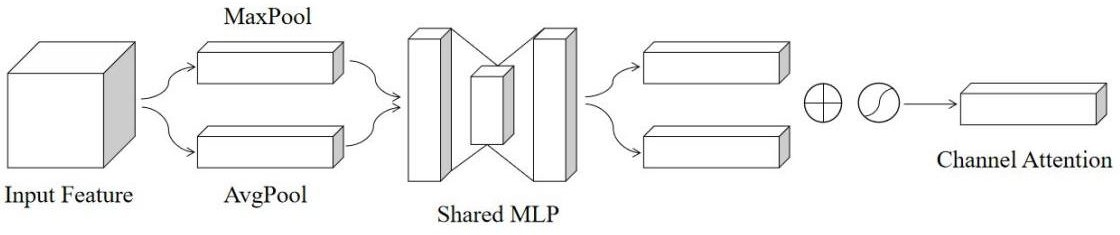 MaxPool
Input Feature
AvgPool
Shared MLP
Channel Attention